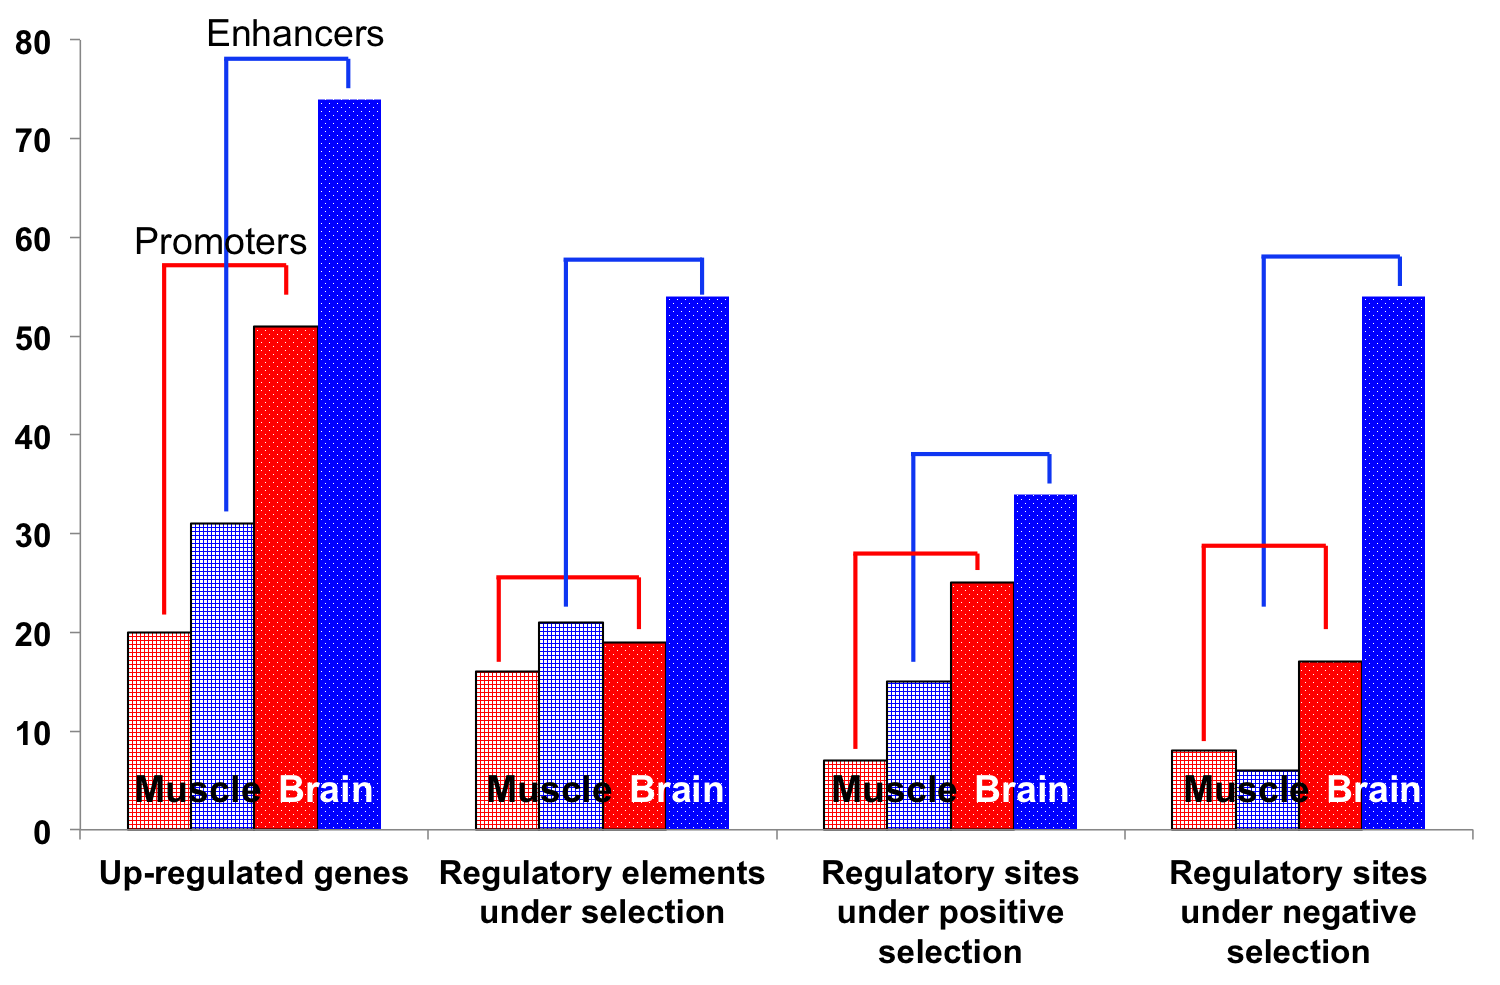 Enhancers
Promoters
80
70
60
50
40
30
20
10
0
Muscle Brain
Muscle Brain
Muscle Brain
Muscle Brain
Up-regulated genes
Regulatory elements
under selection
Regulatory sites
under positive
selection
Regulatory sites
under negative
selection